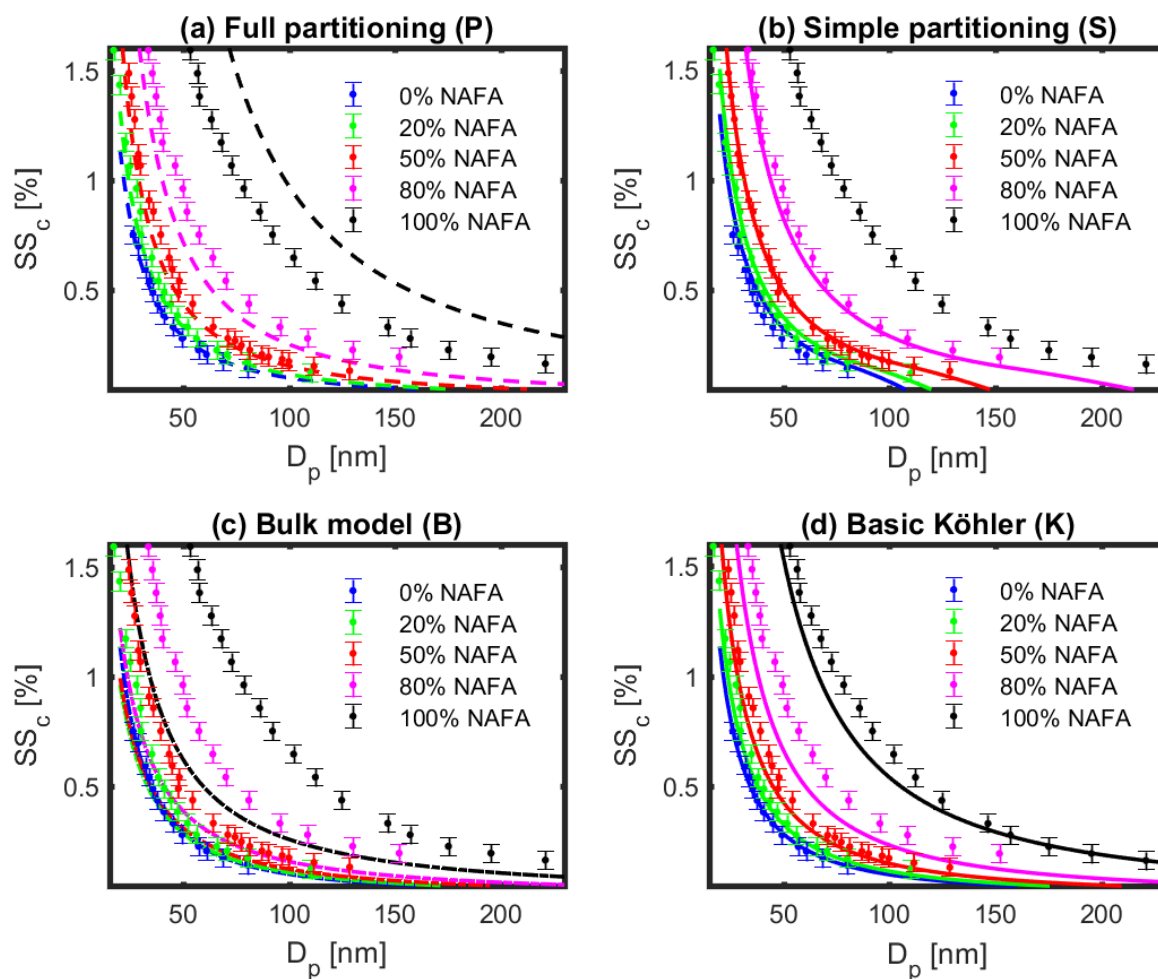 (a) Full partitioning (P)
1.5
1
0.5
SSc [%]
50
100
150
200
Dp [nm]
0% NAFA
20% NAFA
50% NAFA
80% NAFA
100% NAFA
(b) Simple partitioning (S)
1.5
1
0.5
SSc [%]
50
100
150
200
Dp [nm]
0% NAFA
20% NAFA
50% NAFA
80% NAFA
100% NAFA
(c) Bulk model (B)
1.5
1
0.5
SSc [%]
50
100
150
200
Dp [nm]
0% NAFA
20% NAFA
50% NAFA
80% NAFA
100% NAFA
(d) Basic Köhler (K)
1.5
1
0.5
SSc [%]
50
100
150
200
Dp [nm]
0% NAFA
20% NAFA
50% NAFA
80% NAFA
100% NAFA